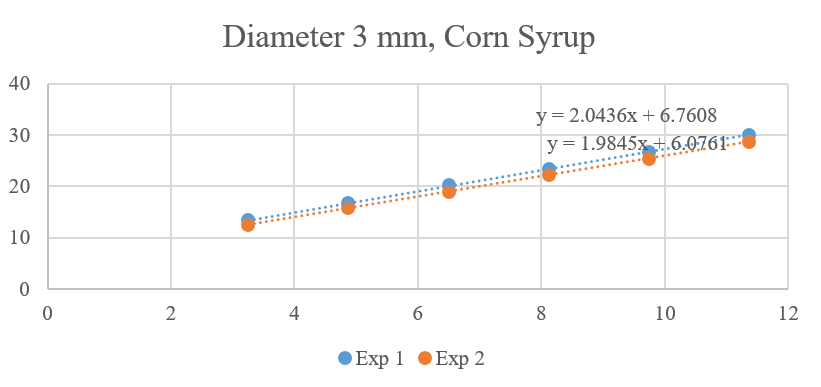 Diameter 3 mm, Corn Syrup
40
30
20
10
0
y = 2.0436x + 6.7608
y = 1.9845x + 6.0761
0 2 4 6 8 10 12
Exp 1 Exp 2